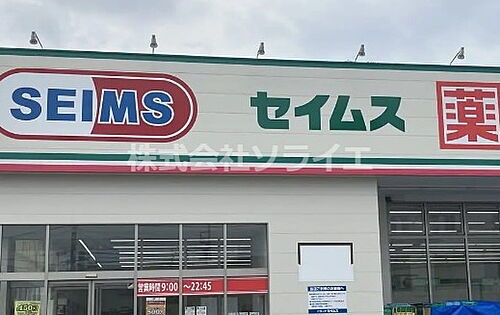 SEIMS セイムス 薬
株式会社ソライエ
営業時間 9:00〜22:45